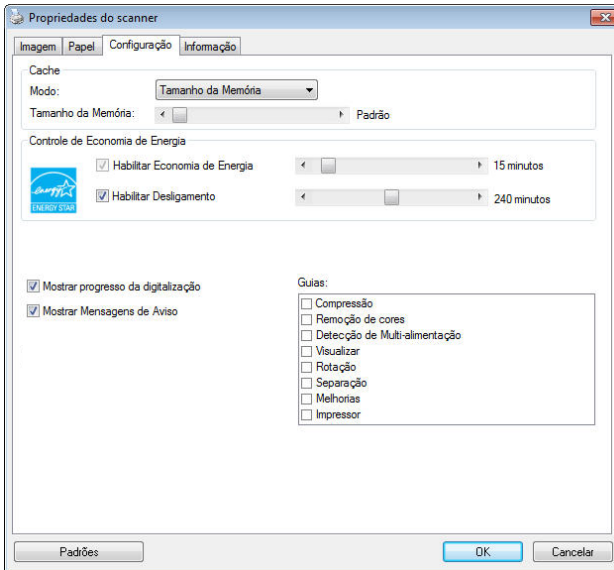 Propriedades do scanner
Imagem Papel Configuração Informação
Cache
Modo: Tamanho da Memória
Tamanho da Memória: Padrão
Controle de Economia de Energia
Habilitar Economia de Energia 15 minutos
energy
ENERGY STAR
Habilitar Desligamento 240 minutos
Mostrar progresso da digitalização
Mostrar Mensagens de Aviso
Guias:
Compressão
Remoção de cores
Detecção de Multi-alimentação
Visualizar
Rotação
Separação
Melhorias
Impressor
Padrões OK Cancelar